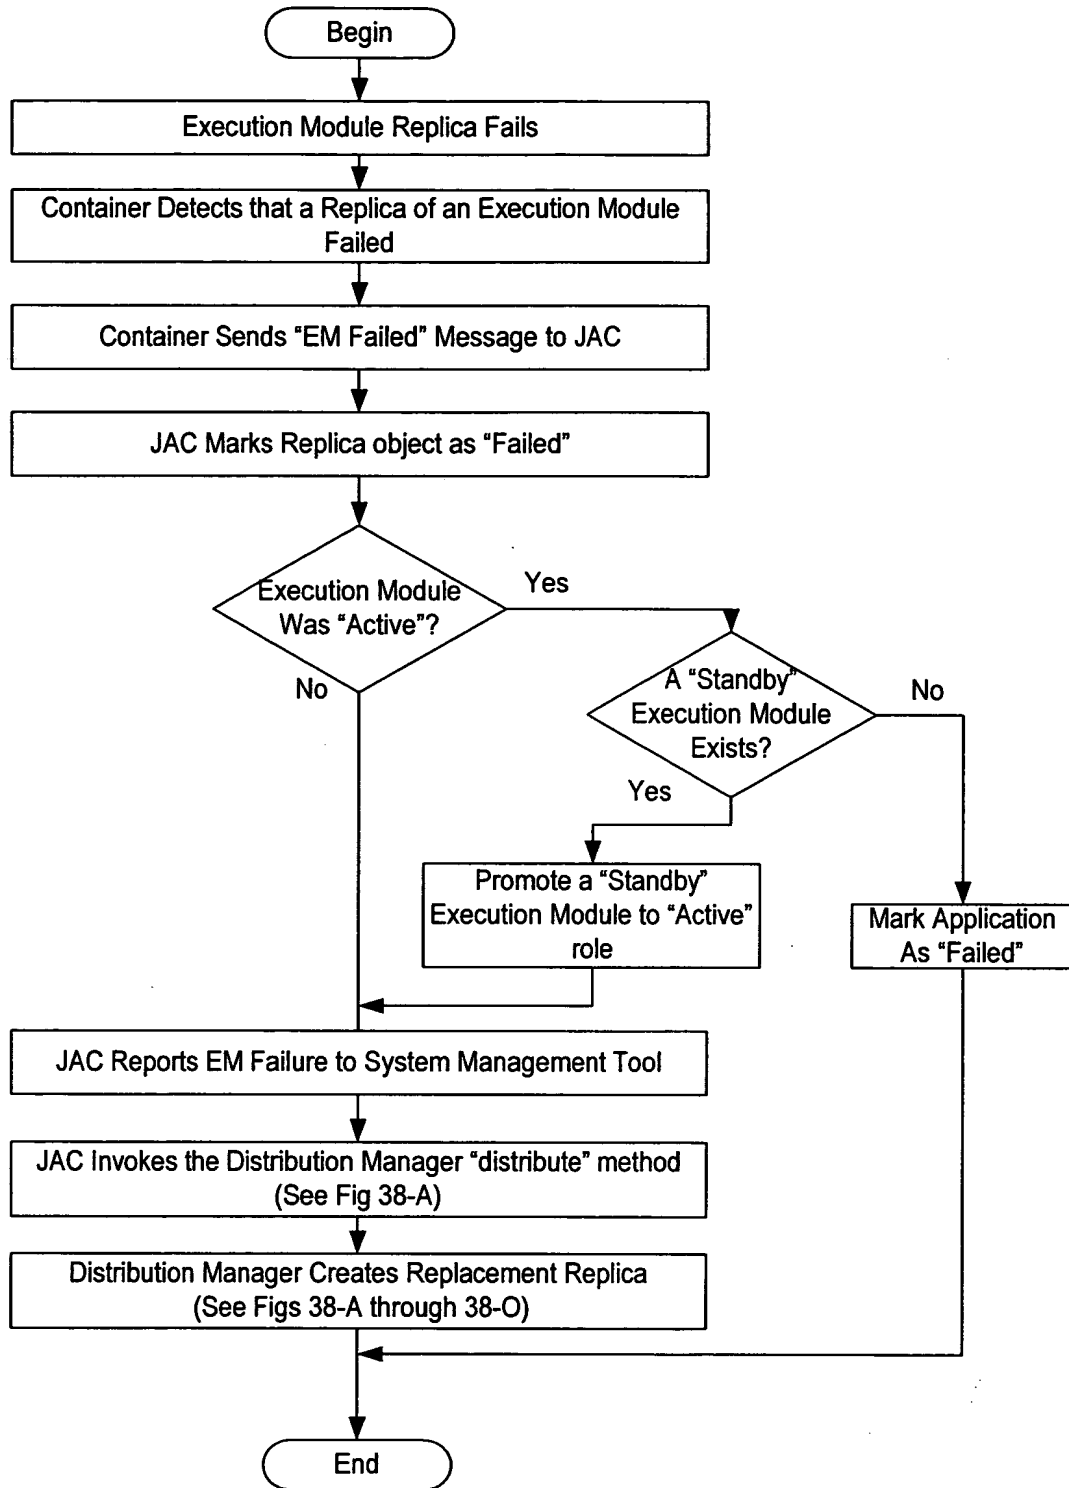 Begin
Execution Module Replica Fails
Container Detects that a Replica of an Execution Module
Failed
Container Sends “EM Failed” Message to JAC
JAC Marks Replica object as “Failed”
Execution Module
Was “Active”?
Yes
No
A “Standby”
Execution Module
Exists?
No
Yes
Promote a “Standby”
Execution Module to “Active”
role
Mark Application
As “Failed”
JAC Reports EM Failure to System Management Tool
JAC Invokes the Distribution Manager “distribute” method
(See Fig 38-A)
Distribution Manager Creates Replacement Replica
(See Figs 38-A through 38-O)
End